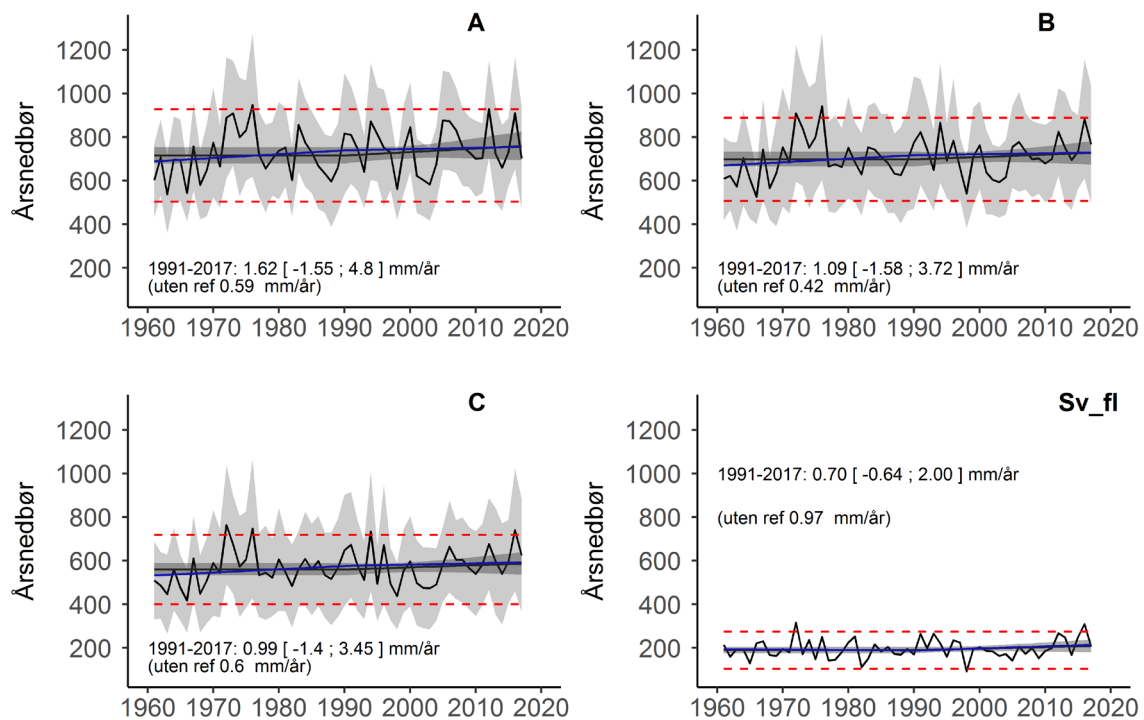 A
1200
1000
800
600
400
200
Årsnedbør
1991-2017: 1.62 [ -1.55 ; 4.8 ] mm/år
(uten ref 0.59 mm/år)
1960 1970 1980 1990 2000 2010 2020
B
1200
1000
800
600
400
200
Årsnedbør
1991-2017: 1.09 [ -1.58 ; 3.72 ] mm/år
(uten ref 0.42 mm/år)
1960 1970 1980 1990 2000 2010 2020
C
1200
1000
800
600
400
200
Årsnedbør
1991-2017: 0.99 [ -1.4 ; 3.45 ] mm/år
(uten ref 0.6 mm/år)
1960 1970 1980 1990 2000 2010 2020
Sv_fl
1200
1000
800
600
400
200
Årsnedbør
1991-2017: 0.70 [ -0.64 ; 2.00 ] mm/år
(uten ref 0.97 mm/år)
1960 1970 1980 1990 2000 2010 2020